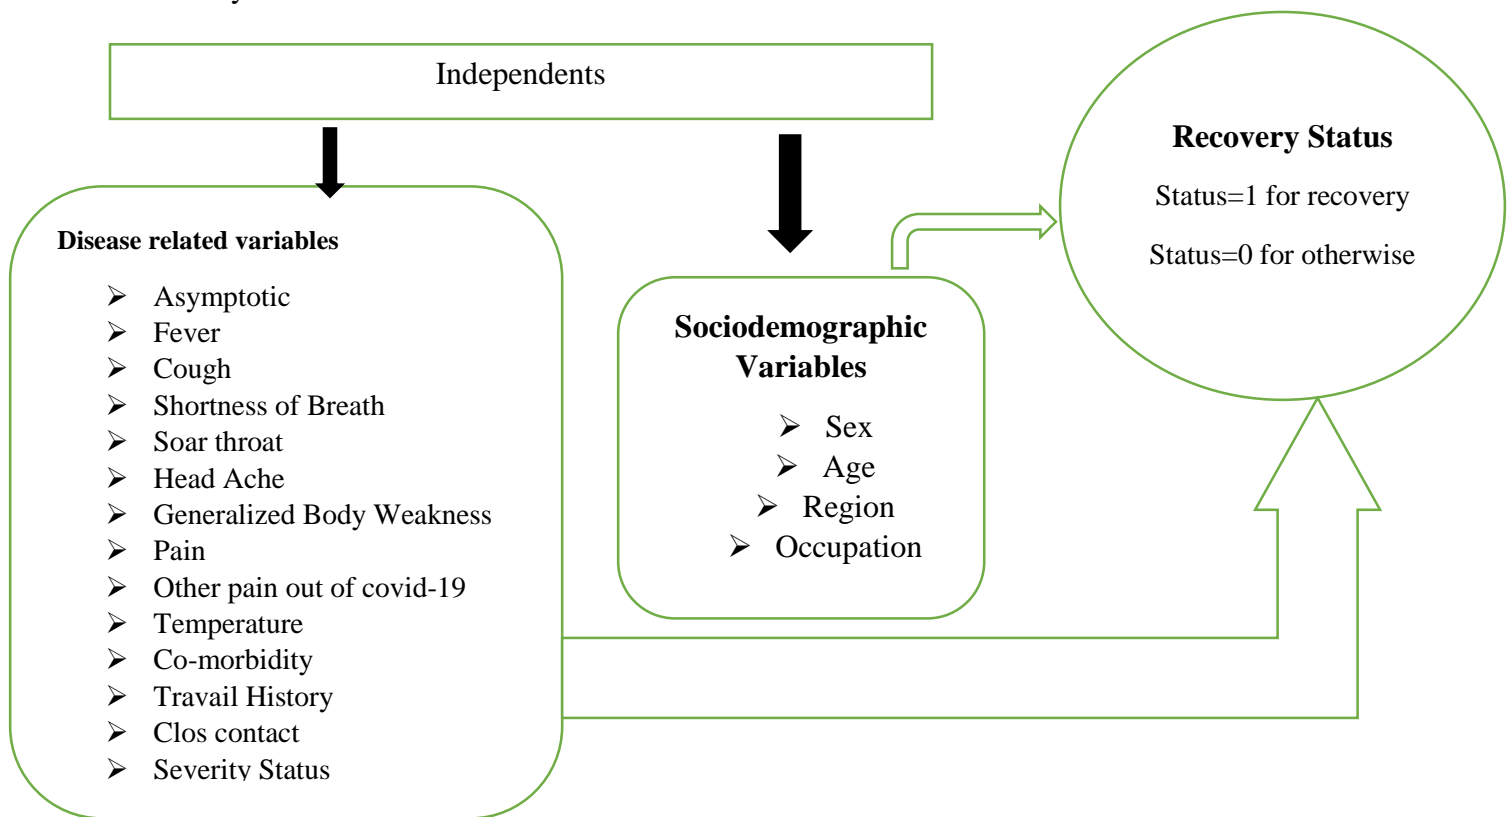 y
Independents
Recovery Status
Status=1 for recovery
Status=0 for otherwise
Disease related variables
➢ Asymptotic
➢ Fever
➢ Cough
➢ Shortness of Breath
➢ Soar throat
➢ Head Ache
➢ Generalized Body Weakness
➢ Pain
➢ Other pain out of covid-19
➢ Temperature
➢ Co-morbidity
➢ Travail History
➢ Clos contact
➢ Severity Status
Sociodemographic
Variables
➢ Sex
➢ Age
➢ Region
➢ Occupation